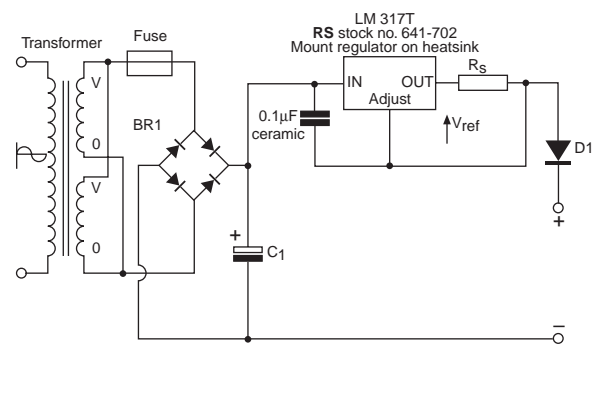 LM 317T
RS stock no. 641-702
Mount regulator on heatsink
Transformer
Fuse
RS
V
IN
OUT
Adjust
0.1µF
ceramic
Vref
BR1
0
D1
V
+
+
0
C1
−